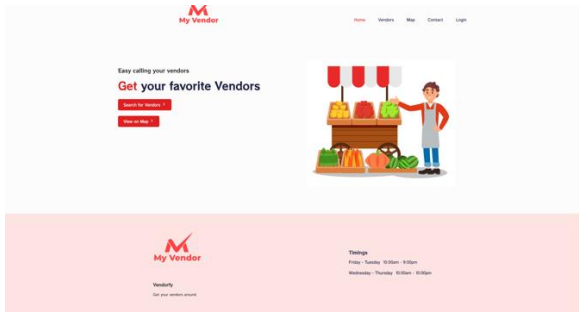 My Vendor
Home Vendors Map Contact Login
Easy calling your vendors
Get your favorite Vendors
Search for Vendors
View on Map
My Vendor
Timings
Friday - Tuesday 10:00am - 9:00pm
Wednesday - Thursday 10:00am - 10:00pm
Vendorfy
Get your vendors around